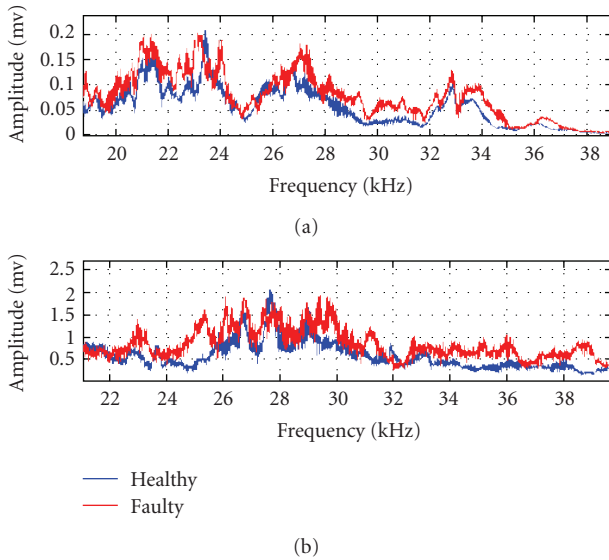 Amplitude (mv)
0.2
0.15
0.1
0.05
0
20 22 24 26 28 30 32 34 36 38
Frequency (kHz)
(a)
Amplitude (mv)
2.5
2
1.5
1
0.5
22 24 26 28 30 32 34 36 38
Frequency (kHz)
Healthy
Faulty
(b)